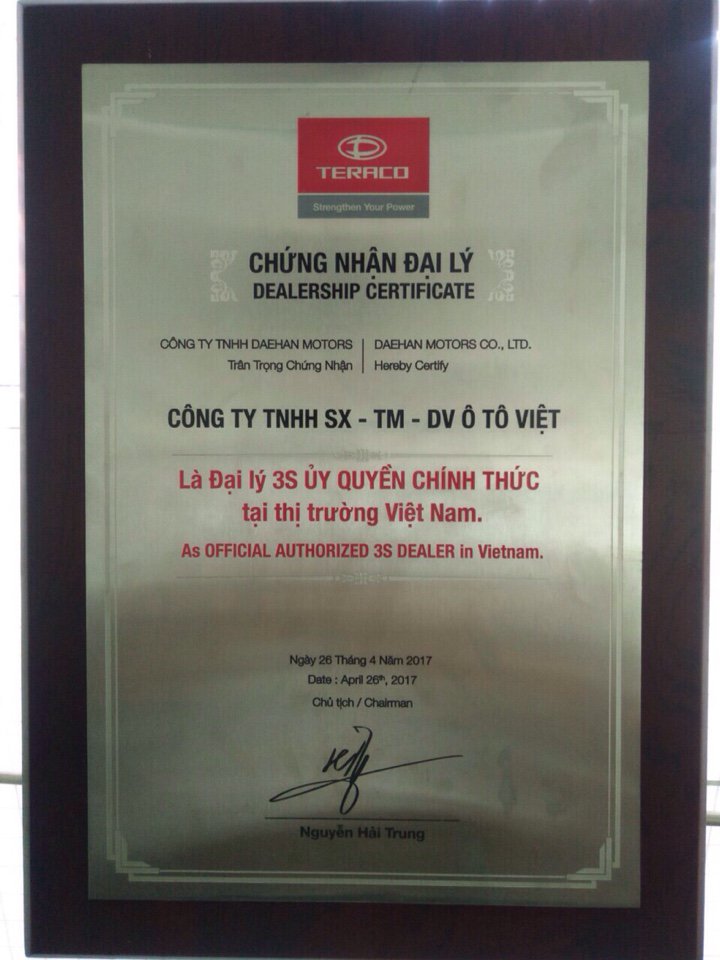 TERACO
Strengthen Your Power
CHỨNG NHẬN ĐẠI LÝ
DEALERSHIP CERTIFICATE
CÔNG TY TNHH DAEHAN MOTORS
Trân Trọng Chứng Nhận
DAEHAN MOTORS CO., LTD.
Hereby Certify
CÔNG TY TNHH SX - TM - DV Ô TÔ VIỆT
Là Đại lý 3S ỦY QUYỀN CHÍNH THỨC
tại thị trường Việt Nam.
As OFFICIAL AUTHORIZED 3S DEALER in Vietnam.
Ngày 26 Tháng 4 Năm 2017
Date : April 26th, 2017
Chủ tịch / Chairman
Nguyễn Hải Trung